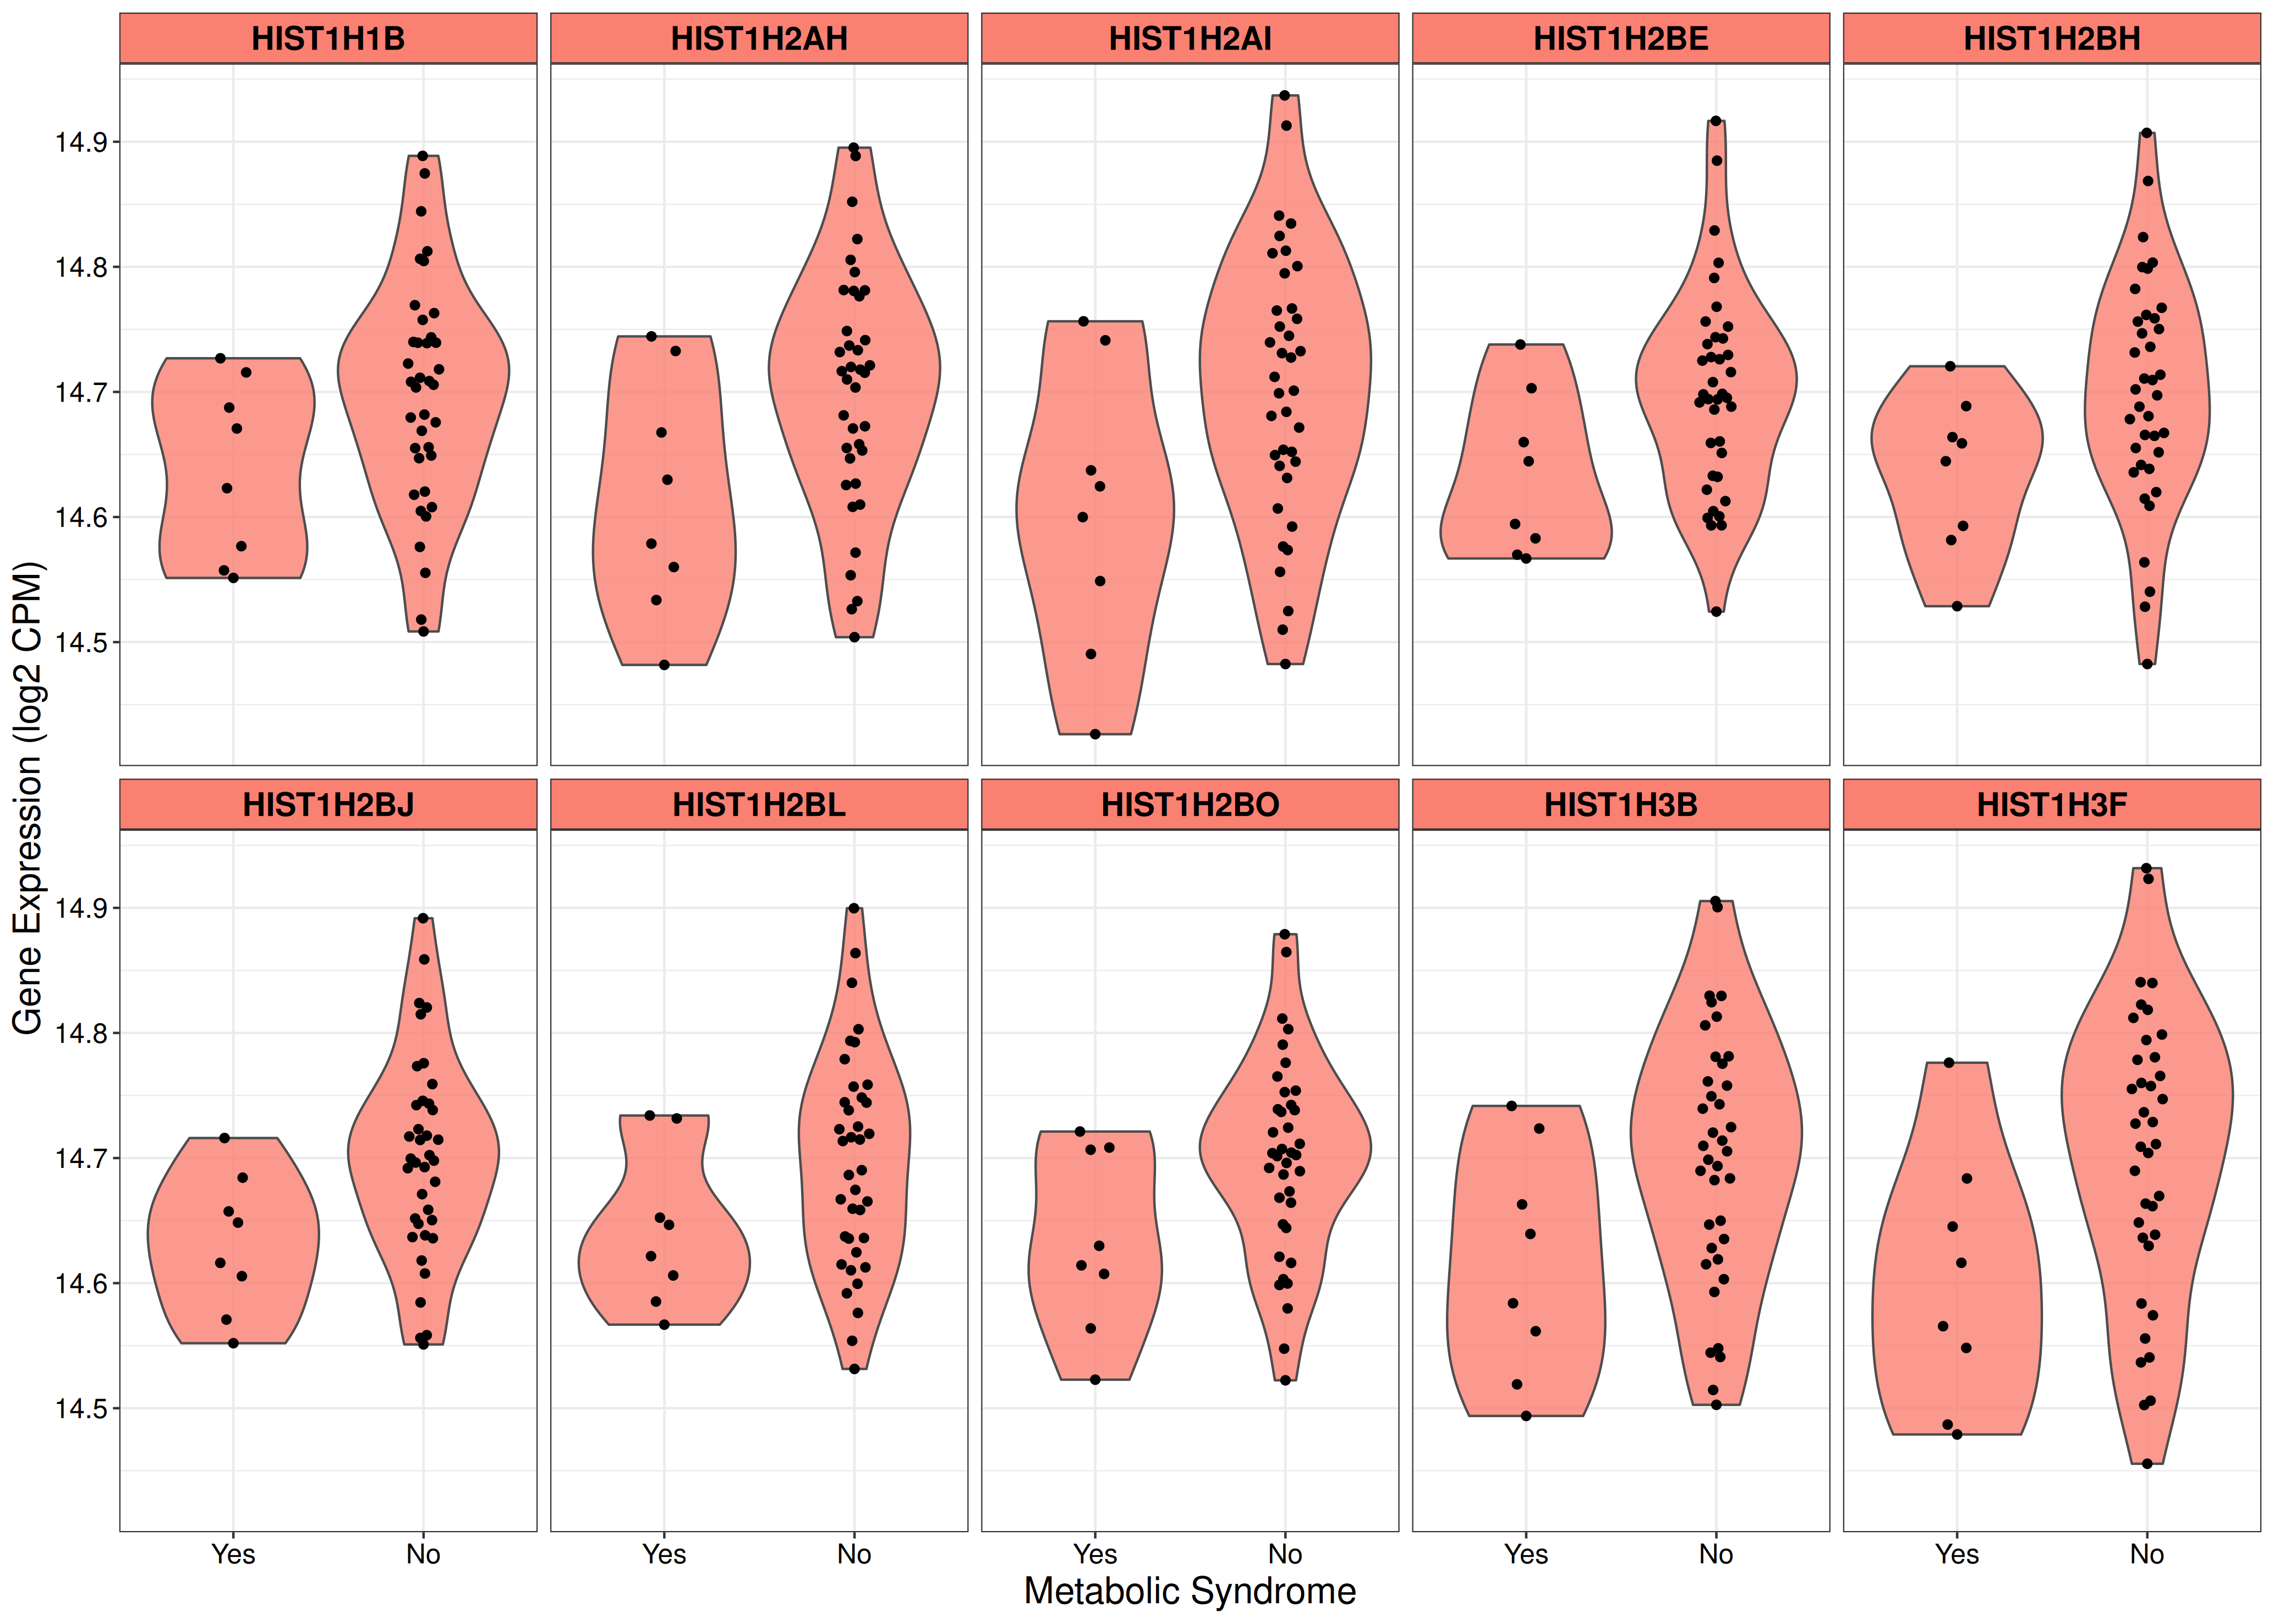 HIST1H1B HIST1H2AH HIST1H2AI HIST1H2BE HIST1H2BH
14.9
14.8
14.7
14.6
14.5
HIST1H2BJ HIST1H2BL HIST1H2BO HIST1H3B HIST1H3F
14.9
14.8
14.7
14.6
14.5
Gene Expression (log2 CPM)
Yes No Yes No Yes No Yes No Yes No
Metabolic Syndrome